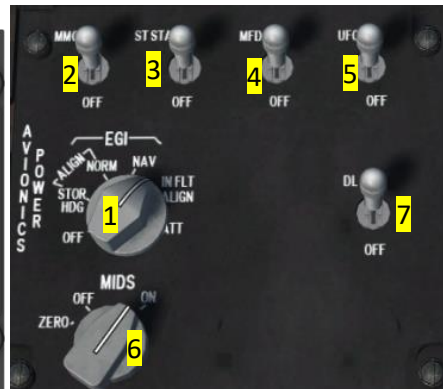 MMC
ST STA
MFD
UFC
2
3
4
5
OFF
OFF
OFF
OFF
AVIONICS
POWER
EGI
ALIGN
NORM
NAV
STOR
HDG
IN FLT
ALIGN
OFF
ATT
1
DL
7
OFF
MIDS
OFF
ON
ZERO
6